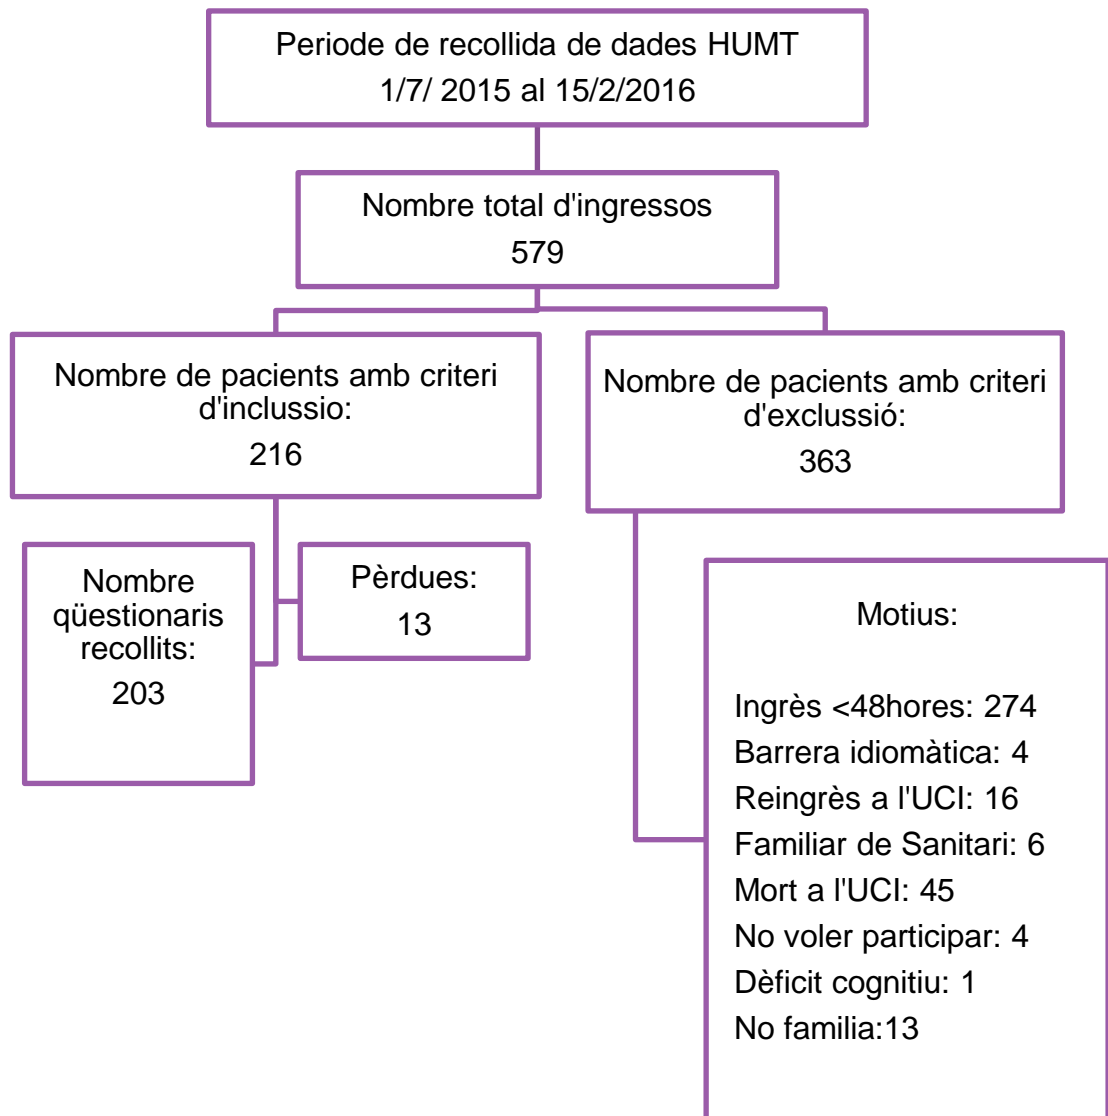 Periode de recollida de dades HUMT
1/7/ 2015 al 15/2/2016
Nombre total d'ingressos
579
Nombre de pacients amb criteri
d'inclussio:
216
Nombre de pacients amb criteri
d'exclussió:
363
Nombre
qüestionaris
recollits:
203
Pèrdues:
13
Motius:
Ingrès <48hores: 274
Barrera idiomàtica: 4
Reingrès a l'UCI: 16
Familiar de Sanitari: 6
Mort a l'UCI: 45
No voler participar: 4
Dèficit cognitiu: 1
No familia:13